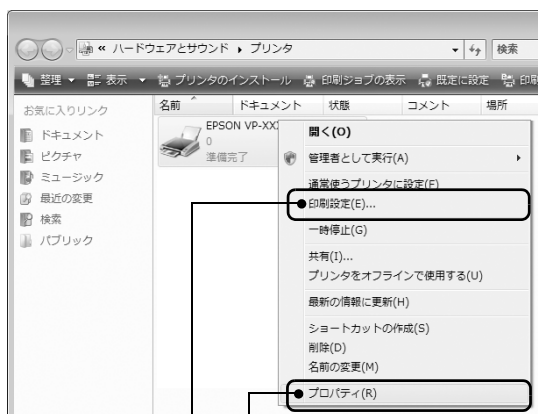 « ハードウェアとサウンド ▸ プリンタ
検索
整理 表示 プリンタのインストール 印刷ジョブの表示 既定に設定 印刷
お気に入りリンク
ドキュメント
ピクチャ
ミュージック
最近の変更
検索
パブリック
名前 ドキュメント 状態 コメント 場所
EPSON VP-XX
0
準備完了
開く(O)
管理者として実行(A)
通常使うプリンタに設定(F)
印刷設定(E)...
一時停止(G)
共有(I)...
プリンタをオフラインで使用する(U)
最新の情報に更新(H)
ショートカットの作成(S)
削除(D)
名前の変更(M)
プロパティ(R)